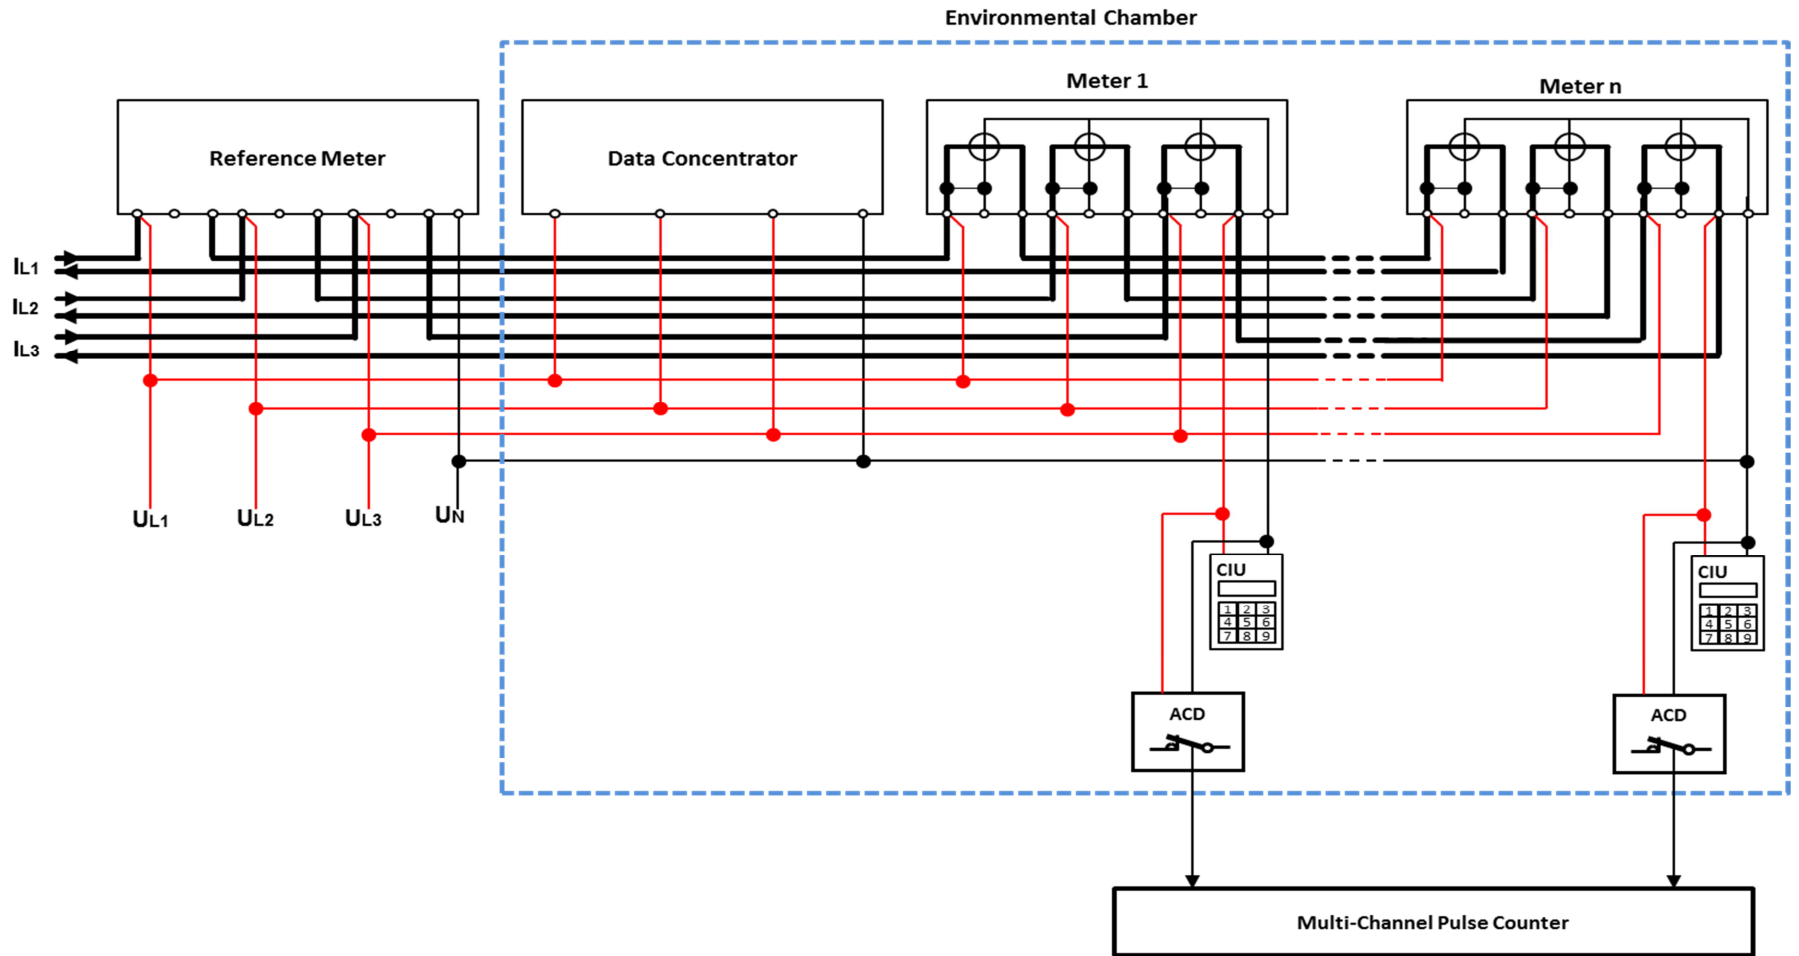 Environmental Chamber
Meter 1
Meter n
Reference Meter
Data Concentrator
IL1
IL2
IL3
UL1
UL2
UL3
UN
CIU
1 2 3
4 5 6
7 8 9
CIU
1 2 3
4 5 6
7 8 9
ACD
ACD
Multi-Channel Pulse Counter